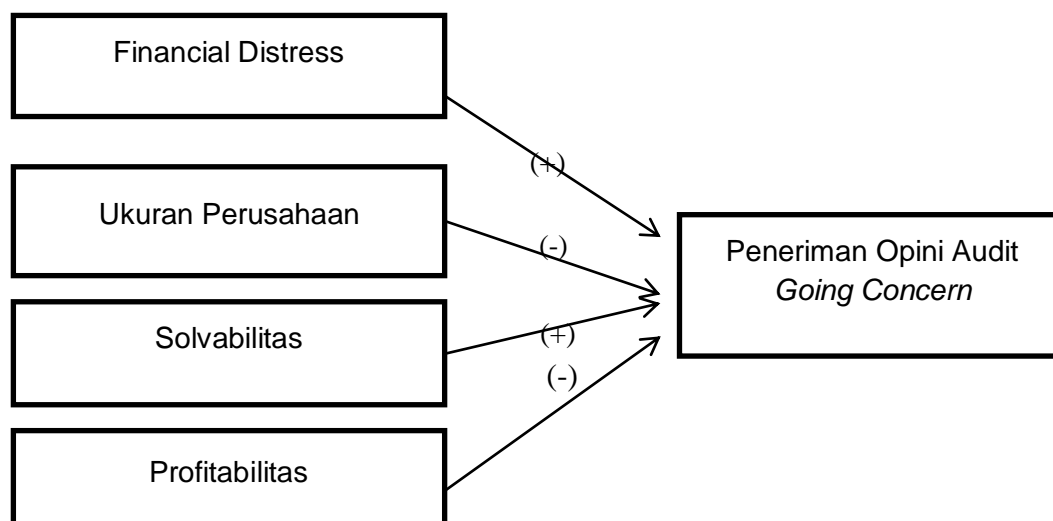 Financial Distress
(+)
Ukuran Perusahaan
(-)
Peneriman Opini Audit
Going Concern
Solvabilitas
(+)
(-)
Profitabilitas